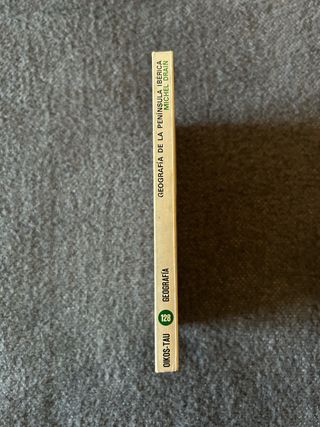 GEOGRAFÍA DE LA PENÍNSULA IBÉRICA
MICHEL DRAIN
OIKOS-TAU
128
GEOGRAFÍA